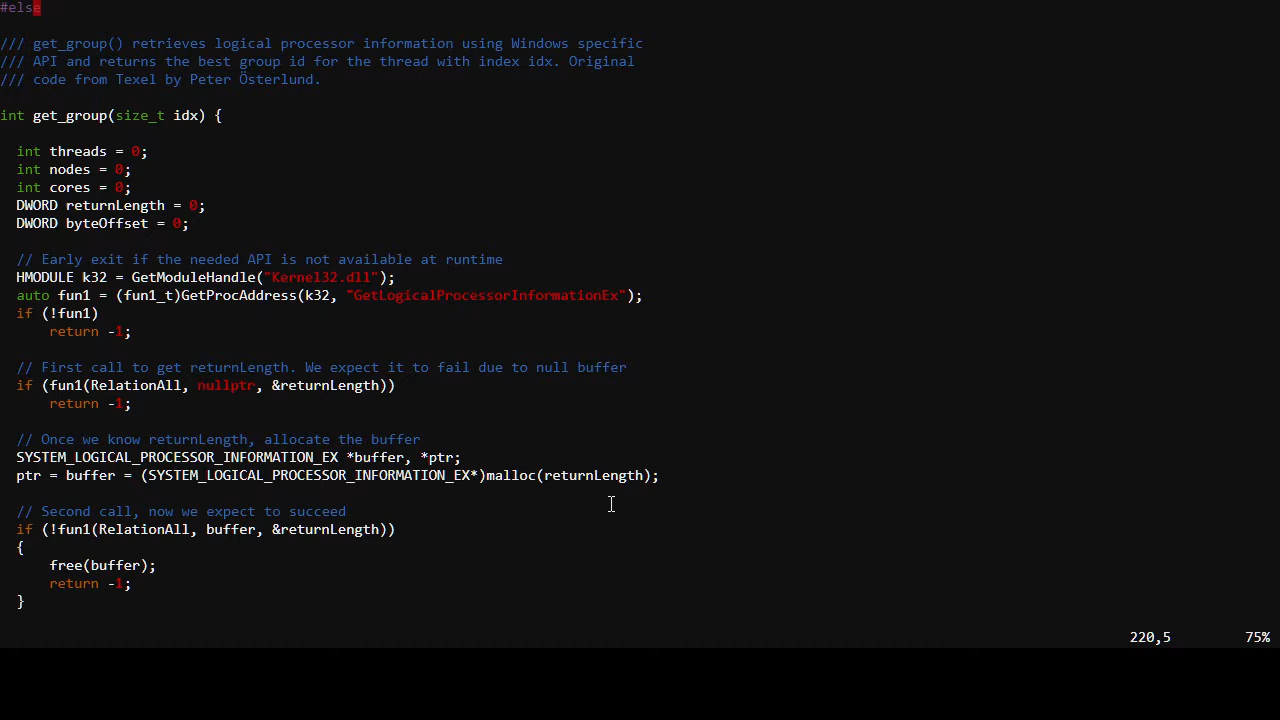 #else
/// get_group() retrieves logical processor information using Windows specific
/// API and returns the best group id for the thread with index idx. Original
/// code from Texel by Peter Österlund.
int get_group(size_t idx) {
int threads = 0;
int nodes = 0;
int cores = 0;
DWORD returnLength = 0;
DWORD byteOffset = 0;
// Early exit if the needed API is not available at runtime
HMODULE k32 = GetModuleHandle("Kernel32.dll");
auto fun1 = (fun1_t)GetProcAddress(k32, "GetLogicalProcessorInformationEx");
if (!fun1)
return -1;
// First call to get returnLength. We expect it to fail due to null buffer
if (fun1(RelationAll, nullptr, &returnLength))
return -1;
// Once we know returnLength, allocate the buffer
SYSTEM_LOGICAL_PROCESSOR_INFORMATION_EX *buffer, *ptr;
ptr = buffer = (SYSTEM_LOGICAL_PROCESSOR_INFORMATION_EX*)malloc(returnLength);
// Second call, now we expect to succeed
if (!fun1(RelationAll, buffer, &returnLength))
{
free(buffer);
return -1;
}
220,5 75%